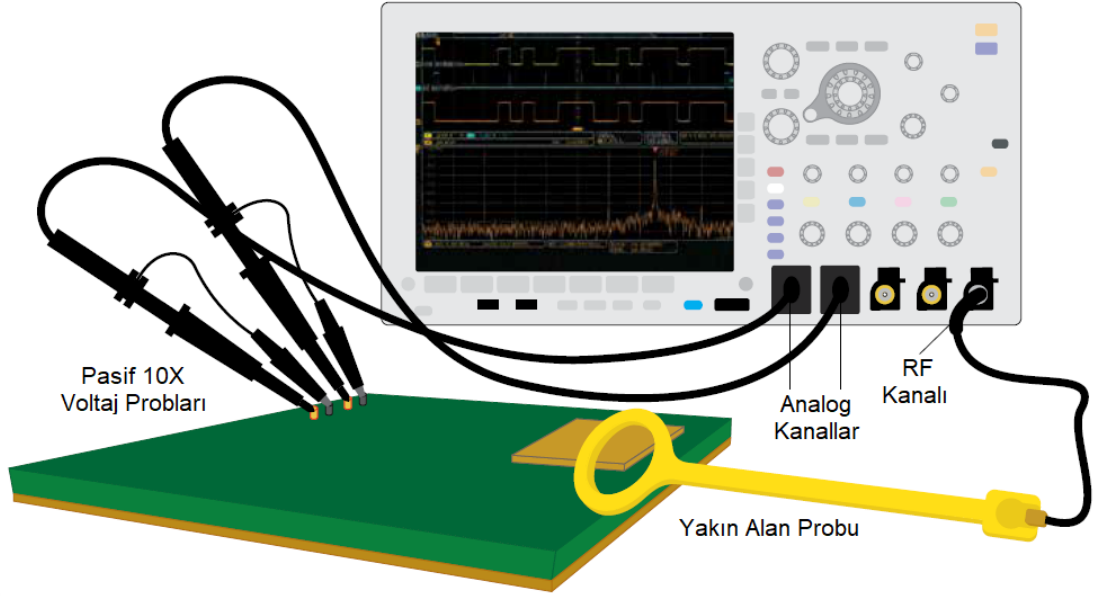 Pasif 10X
Voltaj Probları
Analog
Kanallar
RF
Kanalı
Yakın Alan Probu